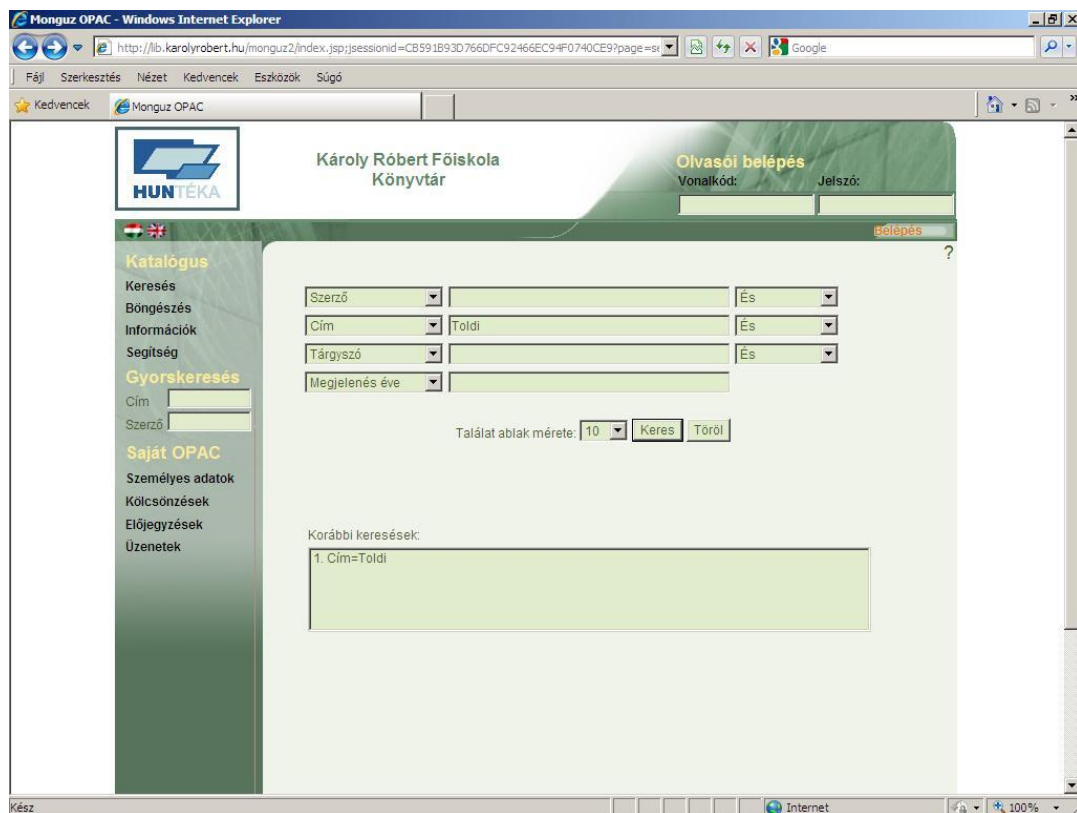 Monguz OPAC - Windows Internet Explorer
http://lib.karolyrobert.hu/monguz2/index.jsp;jsessionid=CB591B93D766DFC92466EC94F0740CE9?page=se
Google
Fájl Szerkesztés Nézet Kedvencek Eszközök Súgó
Kedvencek Monguz OPAC
HUNTÉKA
Károly Róbert Főiskola
Könyvtár
Olvasói belépés
Vonalkód: Jelszó:
Belépés
?
Katalógus
Keresés
Böngészés
Információk
Segítség
Gyorskeresés
Cím
Szerző
Saját OPAC
Személyes adatok
Kölcsönzések
Előjegyzések
Üzenetek
Szerző És
Cím Toldi És
Tárgyszó És
Megjelenés éve
Találat ablak mérete: 10 Keres Töröl
Korábbi keresések:
1. Cím=Toldi
Kész Internet 100%